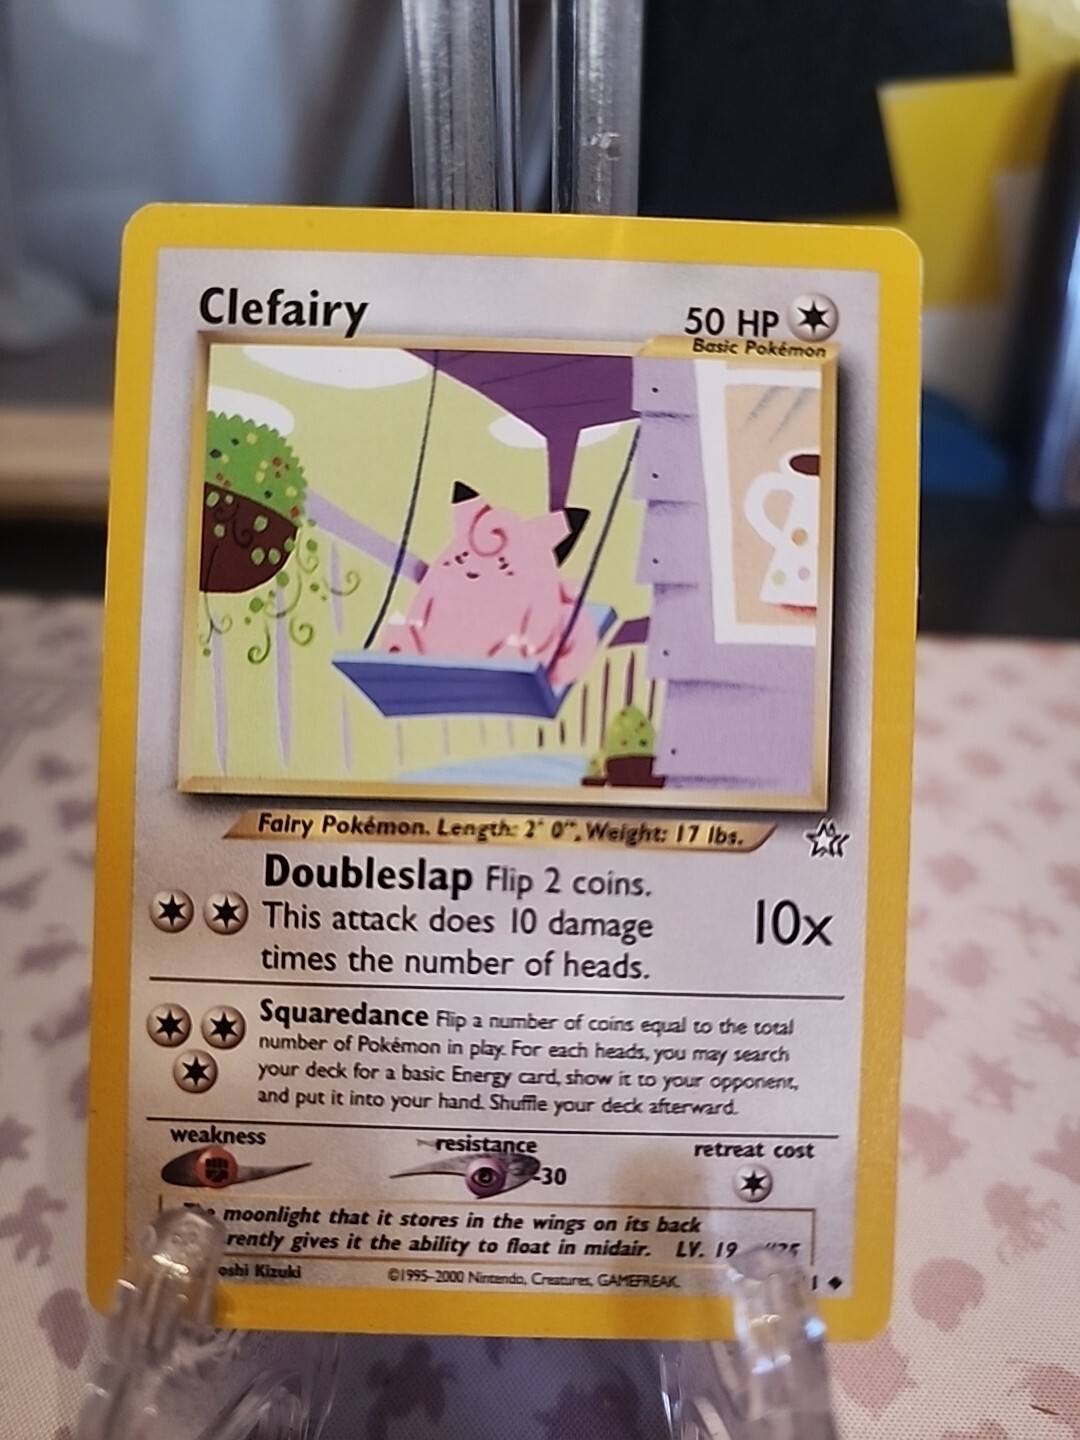 Clefairy
50 HP
Basic Pokémon
Fairy Pokémon. Length: 2' 0", Weight: 17 lbs.
Doubleslap Flip 2 coins.
This attack does 10 damage
times the number of heads.
10x
Squaredance Flip a number of coins equal to the total
number of Pokémon in play. For each heads, you may search
your deck for a basic Energy card, show it to your opponent,
and put it into your hand. Shuffle your deck afterward.
weakness
resistance
-30
retreat cost
moonlight that it stores in the wings on its back
rently gives it the ability to float in midair. LV. 19 #35
oshi Kizuki
©1995–2000 Nintendo, Creatures, GAMEFREAK.
1